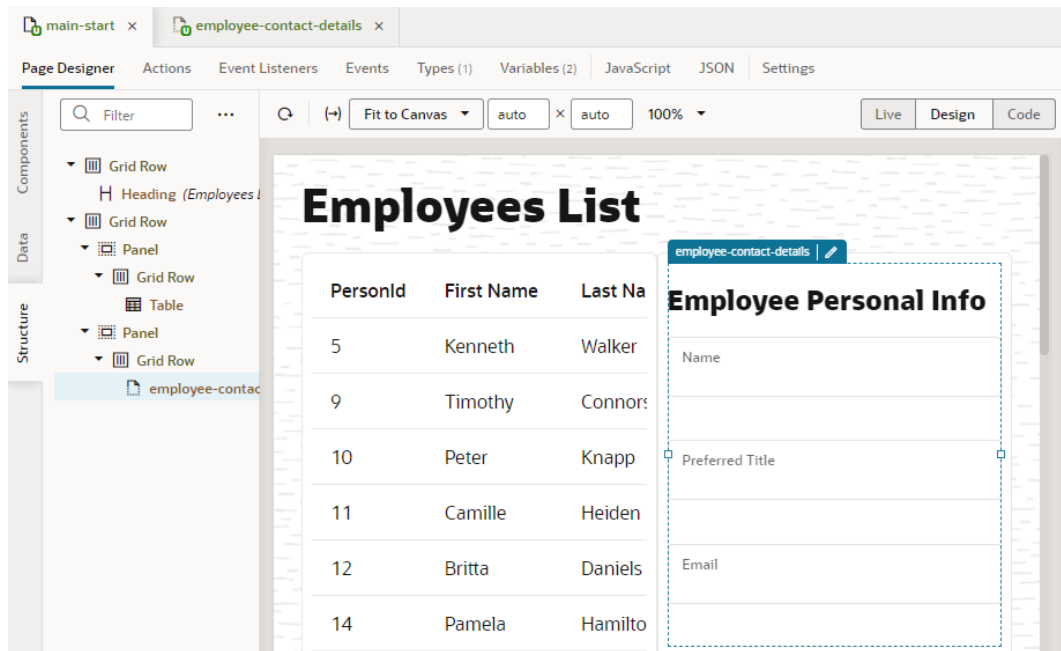 main-start × employee-contact-details ×
Page Designer Actions Event Listeners Events Types (1) Variables (2) JavaScript JSON Settings
Components
Data
Structure
Filter ...
Fit to Canvas auto × auto 100% Live Design Code
Grid Row
Heading (Employees
Grid Row
Panel
Grid Row
Table
Panel
Grid Row
employee-contac
Employees List
PersonId First Name Last Na
5 Kenneth Walker
9 Timothy Connors
10 Peter Knapp
11 Camille Heiden
12 Britta Daniels
14 Pamela Hamilto
employee-contact-details
Employee Personal Info
Name
Preferred Title
Email